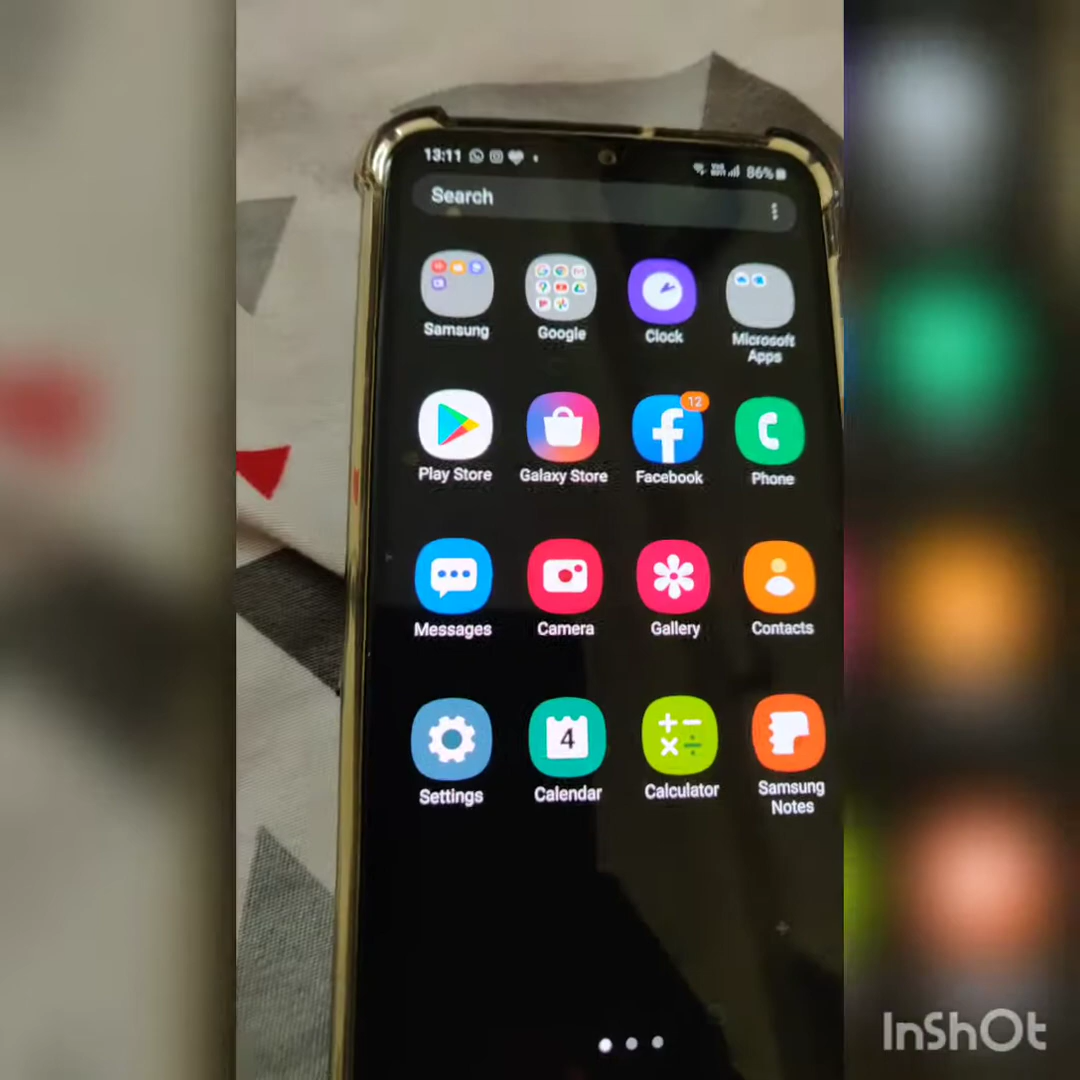 13:11
86%
Search
Samsung
Google
Clock
Microsoft
Apps
12
Play Store
Galaxy Store
Facebook
Phone
Messages
Camera
Gallery
Contacts
4
Settings
Calendar
Calculator
Samsung
Notes
InShOt